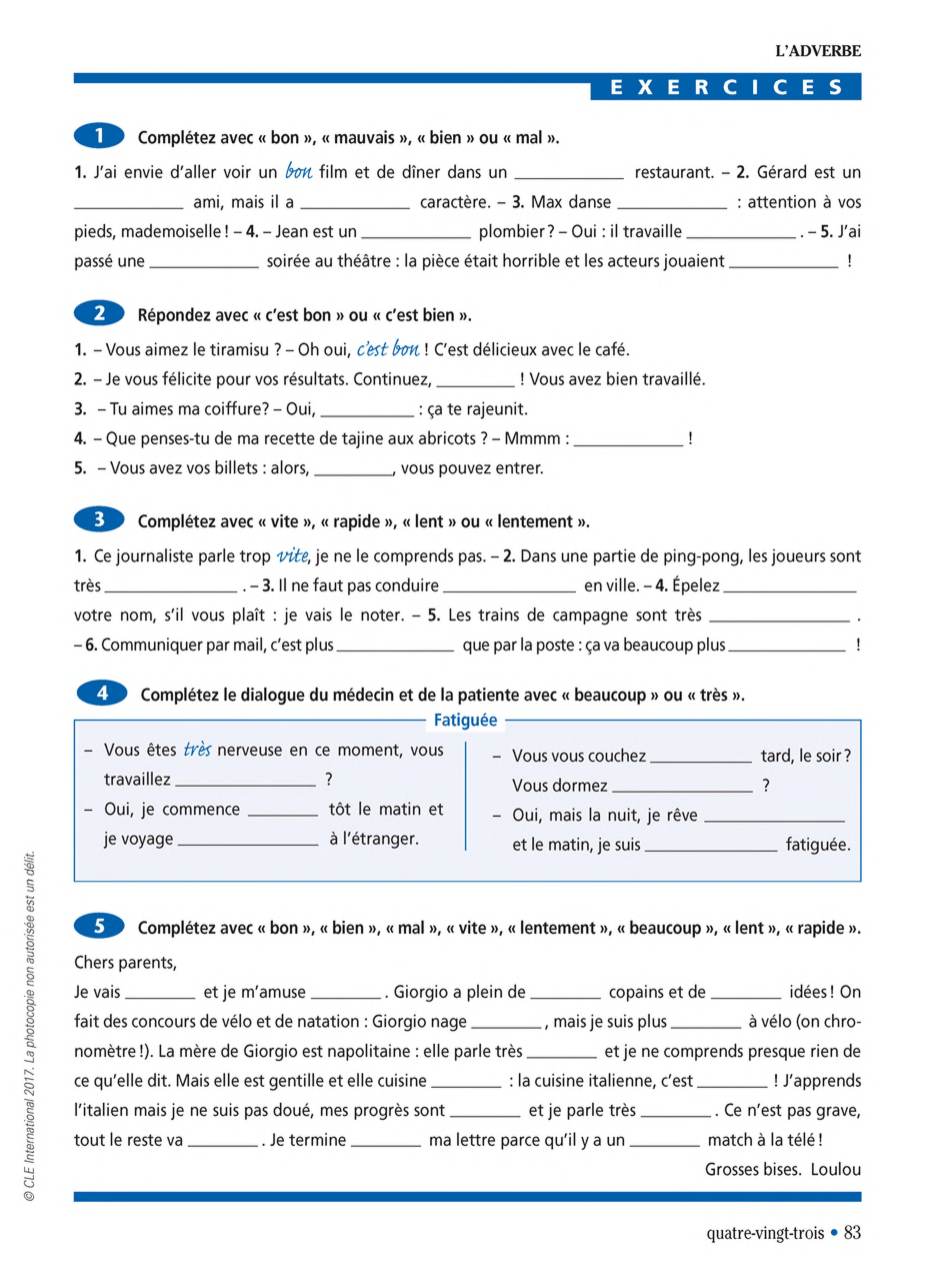 L'ADVERBE
EXERCICES
1 Complétez avec « bon », « mauvais », « bien » ou « mal ».
1. J'ai envie d'aller voir un bon film et de dîner dans un ____________ restaurant. – 2. Gérard est un
____________ ami, mais il a ____________ caractère. – 3. Max danse ____________ : attention à vos
pieds, mademoiselle ! – 4. – Jean est un ____________ plombier ? – Oui : il travaille ____________ . – 5. J'ai
passé une ____________ soirée au théâtre : la pièce était horrible et les acteurs jouaient ____________ !
2 Répondez avec « c'est bon » ou « c'est bien ».
1. – Vous aimez le tiramisu ? – Oh oui, c'est bon ! C'est délicieux avec le café.
2. – Je vous félicite pour vos résultats. Continuez, _________ ! Vous avez bien travaillé.
3. – Tu aimes ma coiffure? – Oui, __________ : ça te rajeunit.
4. – Que penses-tu de ma recette de tajine aux abricots ? – Mmmm : ____________ !
5. – Vous avez vos billets : alors, _________, vous pouvez entrer.
3 Complétez avec « vite », « rapide », « lent » ou « lentement ».
1. Ce journaliste parle trop vite, je ne le comprends pas. – 2. Dans une partie de ping-pong, les joueurs sont
très _______________ . – 3. Il ne faut pas conduire _______________ en ville. – 4. Épelez _______________
votre nom, s'il vous plaît : je vais le noter. – 5. Les trains de campagne sont très _______________ .
– 6. Communiquer par mail, c'est plus _____________ que par la poste : ça va beaucoup plus _____________ !
4 Complétez le dialogue du médecin et de la patiente avec « beaucoup » ou « très ».
Fatiguée
– Vous êtes très nerveuse en ce moment, vous
travaillez _______________ ?
– Oui, je commence ________ tôt le matin et
je voyage _______________ à l'étranger.
– Vous vous couchez ___________ tard, le soir ?
Vous dormez _______________ ?
– Oui, mais la nuit, je rêve _______________
et le matin, je suis ______________ fatiguée.
5 Complétez avec « bon », « bien », « mal », « vite », « lentement », « beaucoup », « lent », « rapide ».
Chers parents,
Je vais ________ et je m'amuse ________ . Giorgio a plein de ________ copains et de ________ idées ! On
fait des concours de vélo et de natation : Giorgio nage ________ , mais je suis plus ________ à vélo (on chro-
nomètre !). La mère de Giorgio est napolitaine : elle parle très ________ et je ne comprends presque rien de
ce qu'elle dit. Mais elle est gentille et elle cuisine ________ : la cuisine italienne, c'est ________ ! J'apprends
l'italien mais je ne suis pas doué, mes progrès sont ________ et je parle très ________ . Ce n'est pas grave,
tout le reste va ________ . Je termine ________ ma lettre parce qu'il y a un ________ match à la télé !
Grosses bises. Loulou
© CLE International 2017. La photocopie non autorisée est un délit.
quatre-vingt-trois • 83